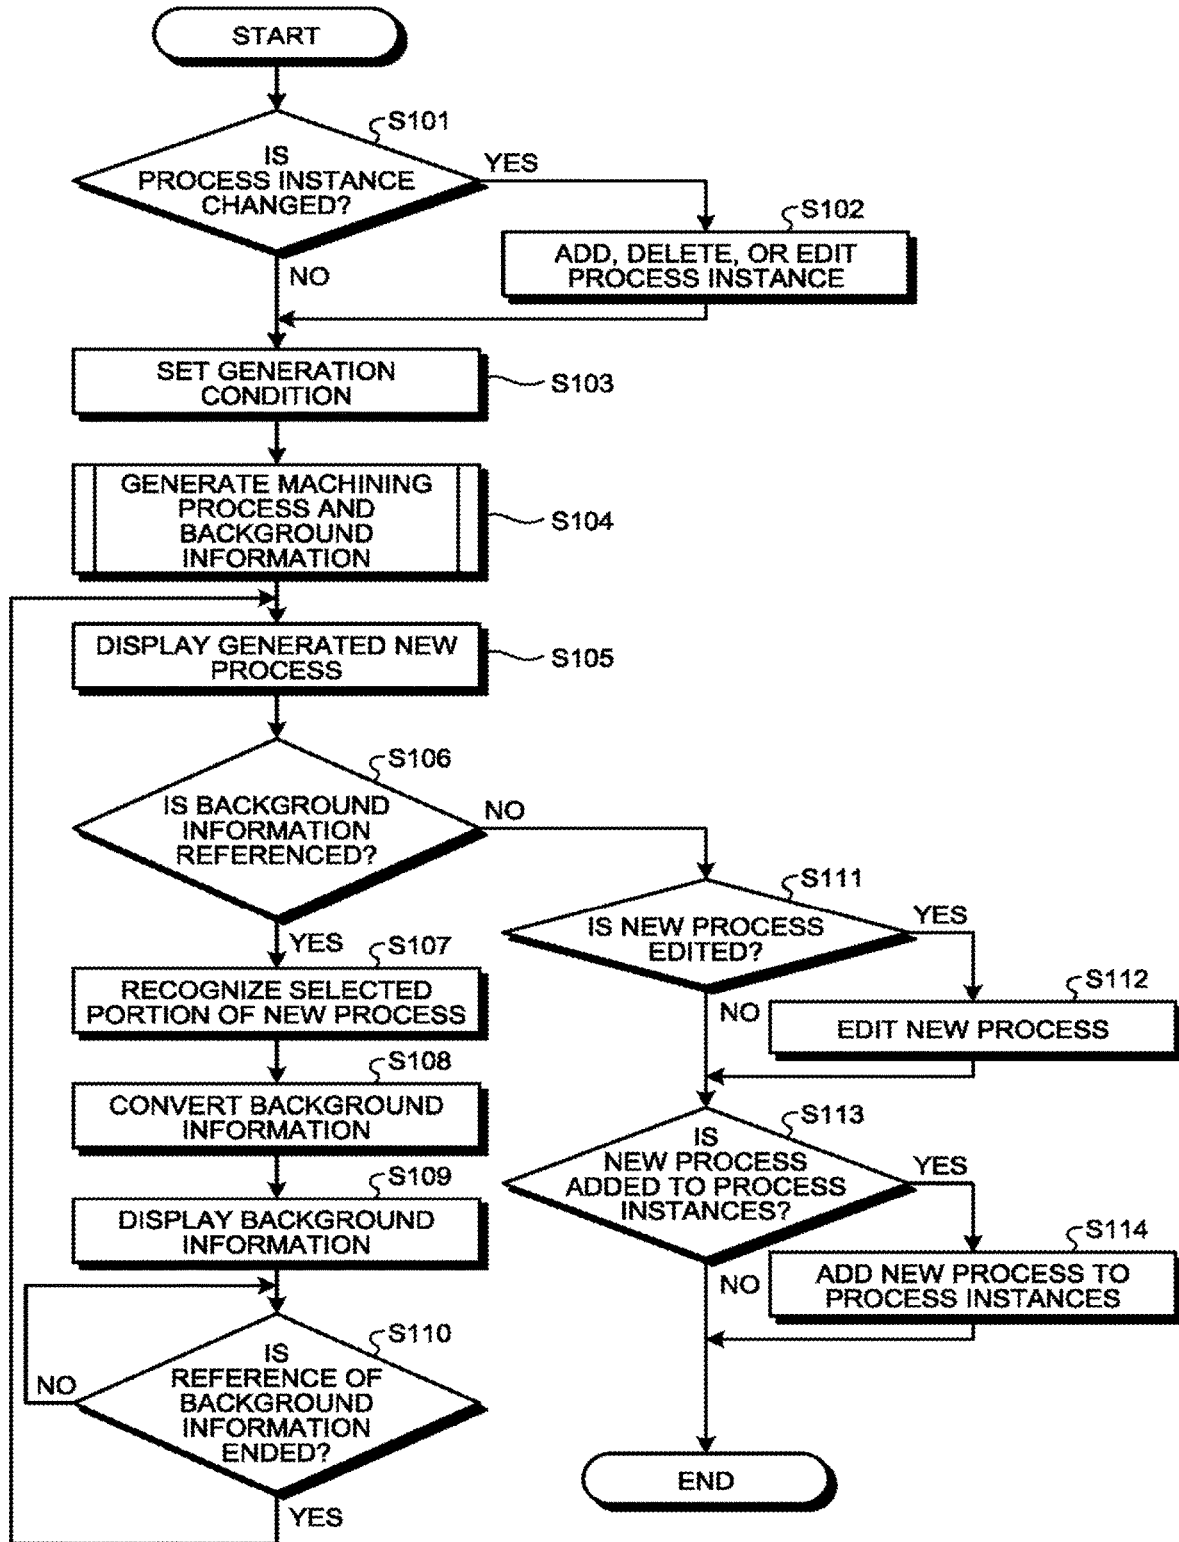 START
S101
IS
PROCESS INSTANCE
CHANGED?
YES
S102
ADD, DELETE, OR EDIT
PROCESS INSTANCE
NO
SET GENERATION
CONDITION
S103
GENERATE MACHINING
PROCESS AND
BACKGROUND
INFORMATION
S104
DISPLAY GENERATED NEW
PROCESS
S105
S106
IS BACKGROUND
INFORMATION
REFERENCED?
NO
YES
S107
RECOGNIZE SELECTED
PORTION OF NEW PROCESS
S108
CONVERT BACKGROUND
INFORMATION
S109
DISPLAY BACKGROUND
INFORMATION
S110
IS
REFERENCE OF
BACKGROUND
INFORMATION
ENDED?
NO
YES
S111
IS NEW PROCESS
EDITED?
YES
S112
EDIT NEW PROCESS
NO
S113
IS
NEW PROCESS
ADDED TO PROCESS
INSTANCES?
YES
S114
ADD NEW PROCESS TO
PROCESS INSTANCES
NO
END